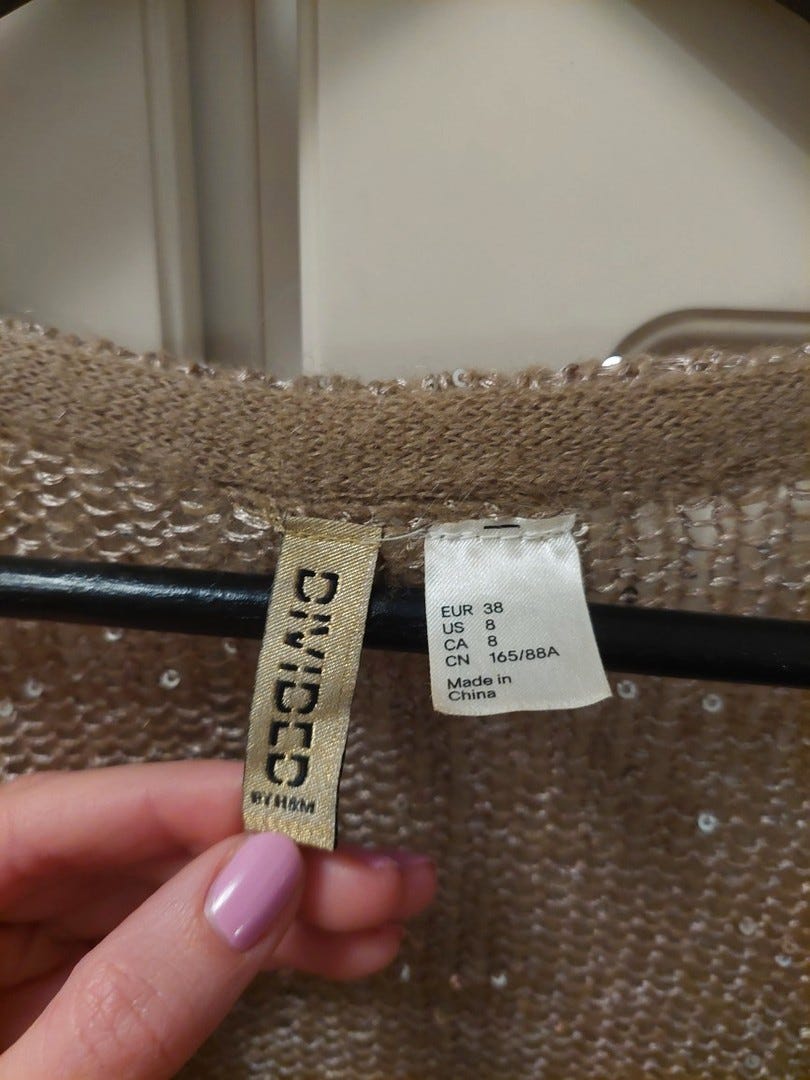 DIVIDED
BY H&M
EUR 38
US 8
CA 8
CN 165/88A
Made in
China